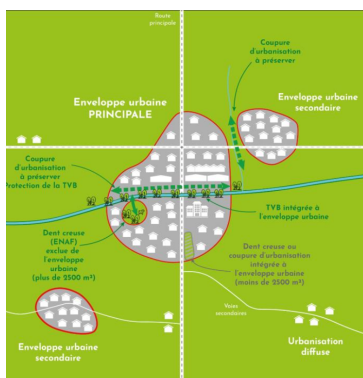 Route
principale
Coupure
d'urbanisation
à préserver
Enveloppe urbaine
PRINCIPALE
Enveloppe urbaine
secondaire
Coupure
d'urbanisation
à préserver
Protection de la TVB
TVB intégrée à
l'enveloppe urbaine
Dent creuse
(ENAF)
exclue de
l'enveloppe
urbaine
(plus de 2500 m²)
Dent creuse ou
coupure d'urbanisation
intégrée à
l'enveloppe urbaine
(moins de 2500 m²)
Voies
secondaires
Enveloppe urbaine
secondaire
Urbanisation
diffuse